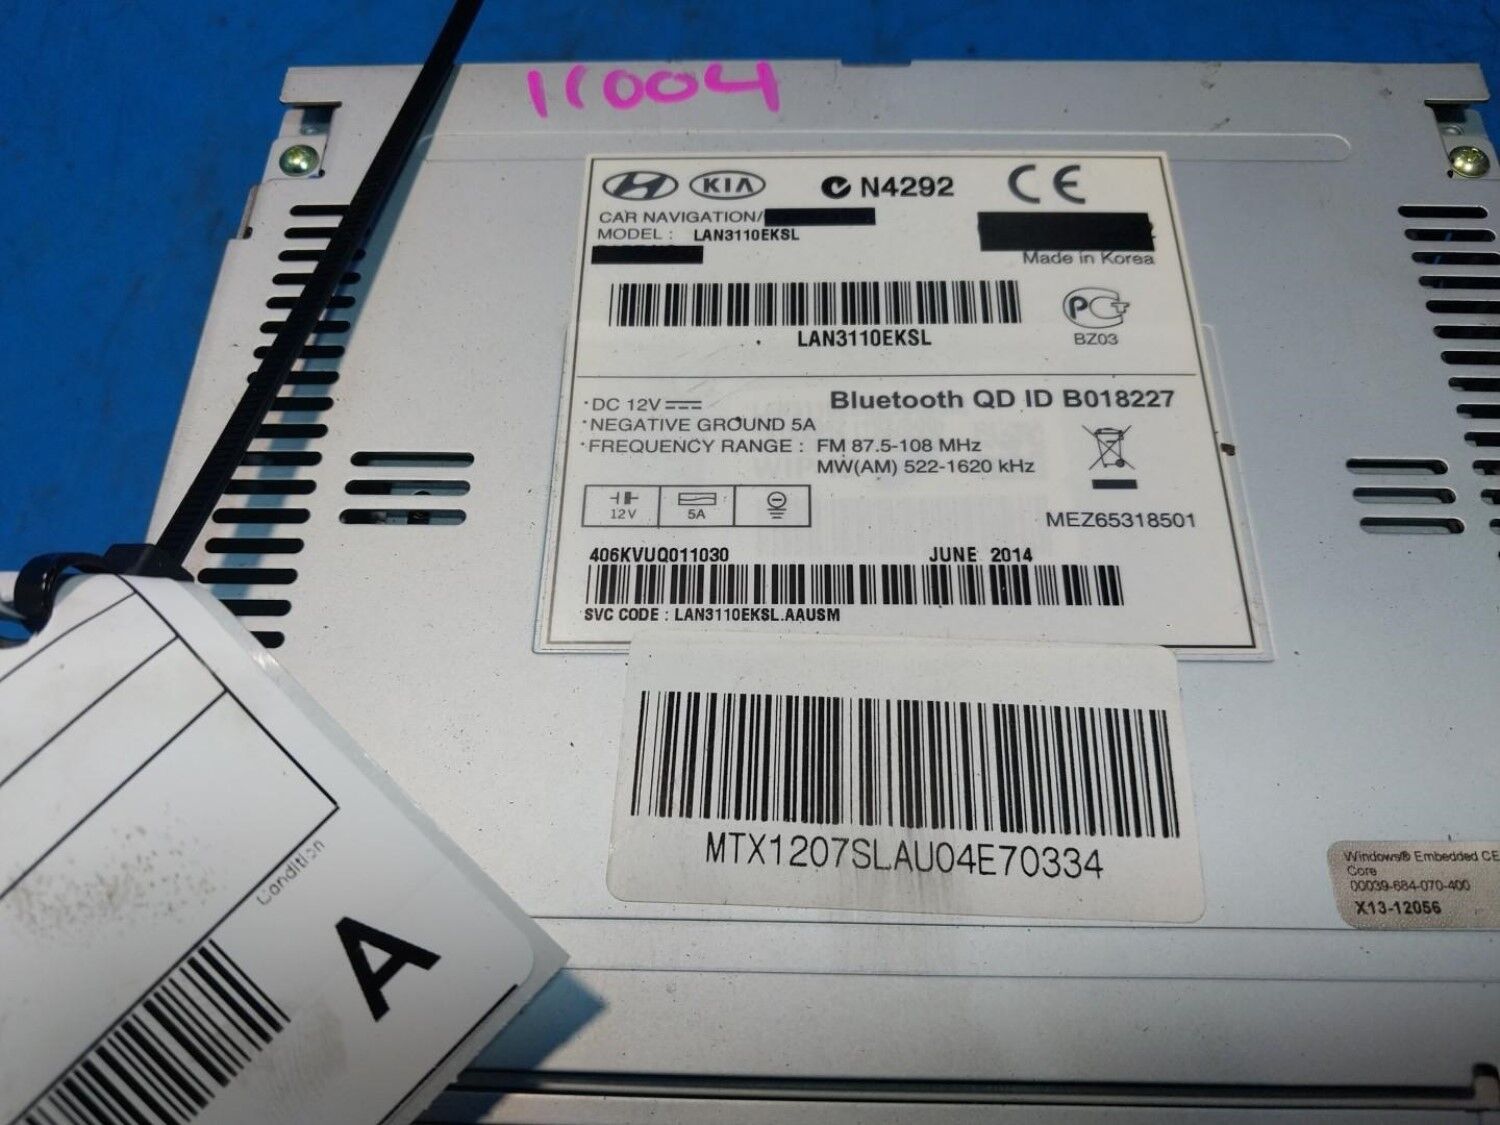 11004
KIA N4292 CE
CAR NAVIGATION/
MODEL : LAN3110EKSL
Made in Korea
LAN3110EKSL
PCT
BZ03
DC 12V
Bluetooth QD ID B018227
NEGATIVE GROUND 5A
FREQUENCY RANGE : FM 87.5-108 MHz
MW(AM) 522-1620 kHz
12V 5A
MEZ65318501
406KVUQ011030 JUNE 2014
SVC CODE : LAN3110EKSL.AAUSM
MTX1207SLAU04E70334
Windows® Embedded CE
Core
00039-684-070-400
X13-12056
Condition
A